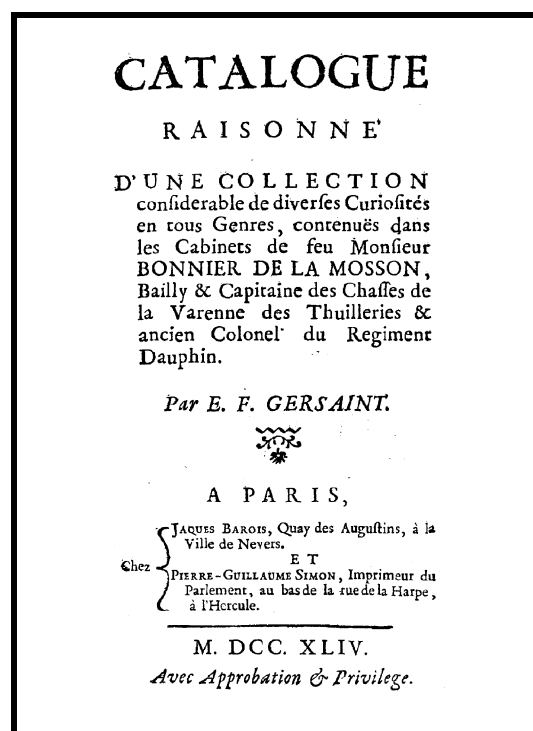 CATALOGUE
RAISONNÉ
D'UNE COLLECTION
conſiderable de diverſes Curioſités
en tous Genres, contenuës dans
les Cabinets de feu Monſieur
BONNIER DE LA MOSSON,
Bailly & Capitaine des Chaſſes de
la Varenne des Thuilleries &
ancien Colonel du Regiment
Dauphin.
Par E. F. GERSAINT.
A PARIS,
Chez
JAQUES BAROIS, Quay des Auguſtins, à la
Ville de Nevers.
ET
PIERRE-GUILLAUME SIMON, Imprimeur du
Parlement, au bas de la rue de la Harpe,
à l'Hercule.
M. DCC. XLIV.
Avec Approbation & Privilege.